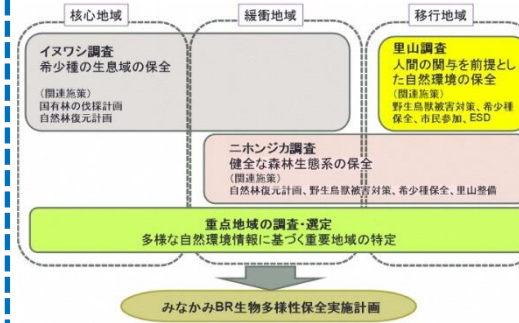 核心地域
緩衝地域
移行地域
イヌワシ調査
希少種の生息域の保全
(関連施策)
国有林の伐採計画
自然林復元計画
里山調査
人間の関与を前提とし
た自然環境の保全
(関連施策)
野生鳥獣被害対策、希少種
保全、市民参加、ESD
ニホンジカ調査
健全な森林生態系の保全
(関連施策)
自然林復元計画、野生鳥獣被害対策、希少種保全、里山整備
重点地域の調査・選定
多様な自然環境情報に基づく重要地域の特定
みなかみBR生物多様性保全実施計画